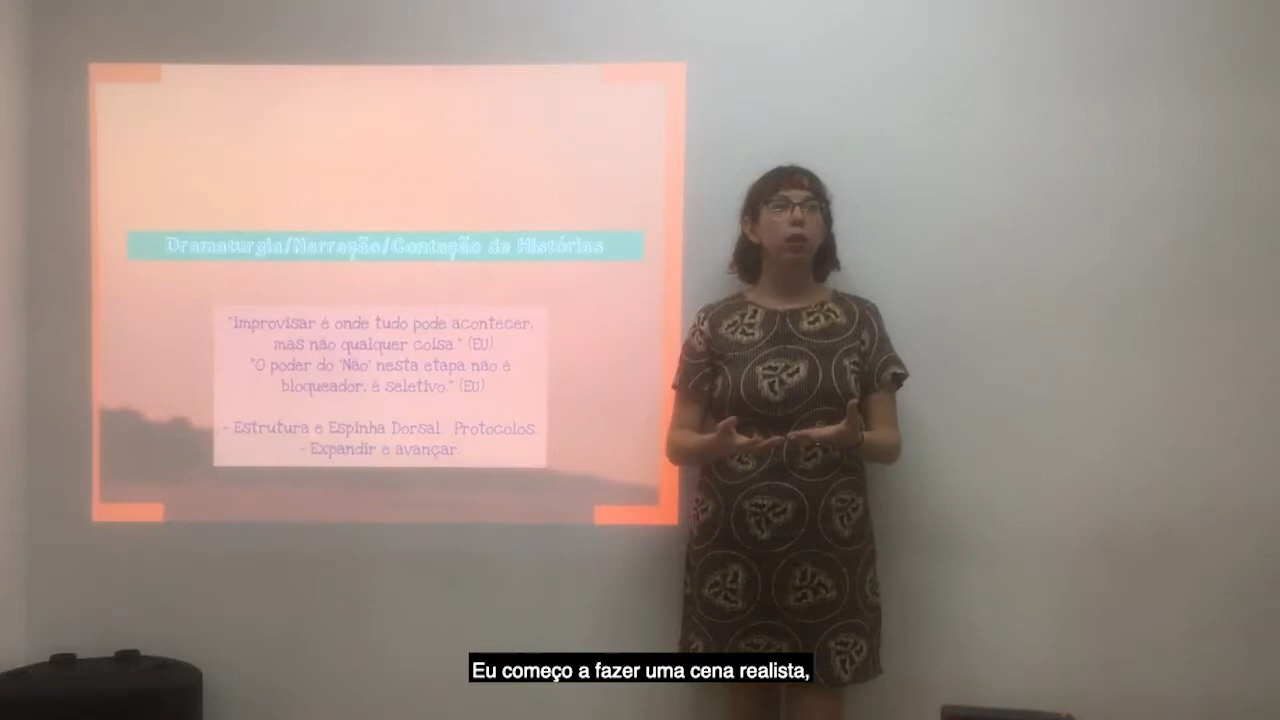 Dramaturgia/Narração/Contação de Histórias
"Improvisar é onde tudo pode acontecer,
mas não qualquer coisa." (EU)
"O poder do 'Não' nesta etapa não é
bloqueador, é seletivo." (EU)
- Estrutura e Espinha Dorsal. Protocolos.
- Expandir e avançar.
Eu começo a fazer uma cena realista,